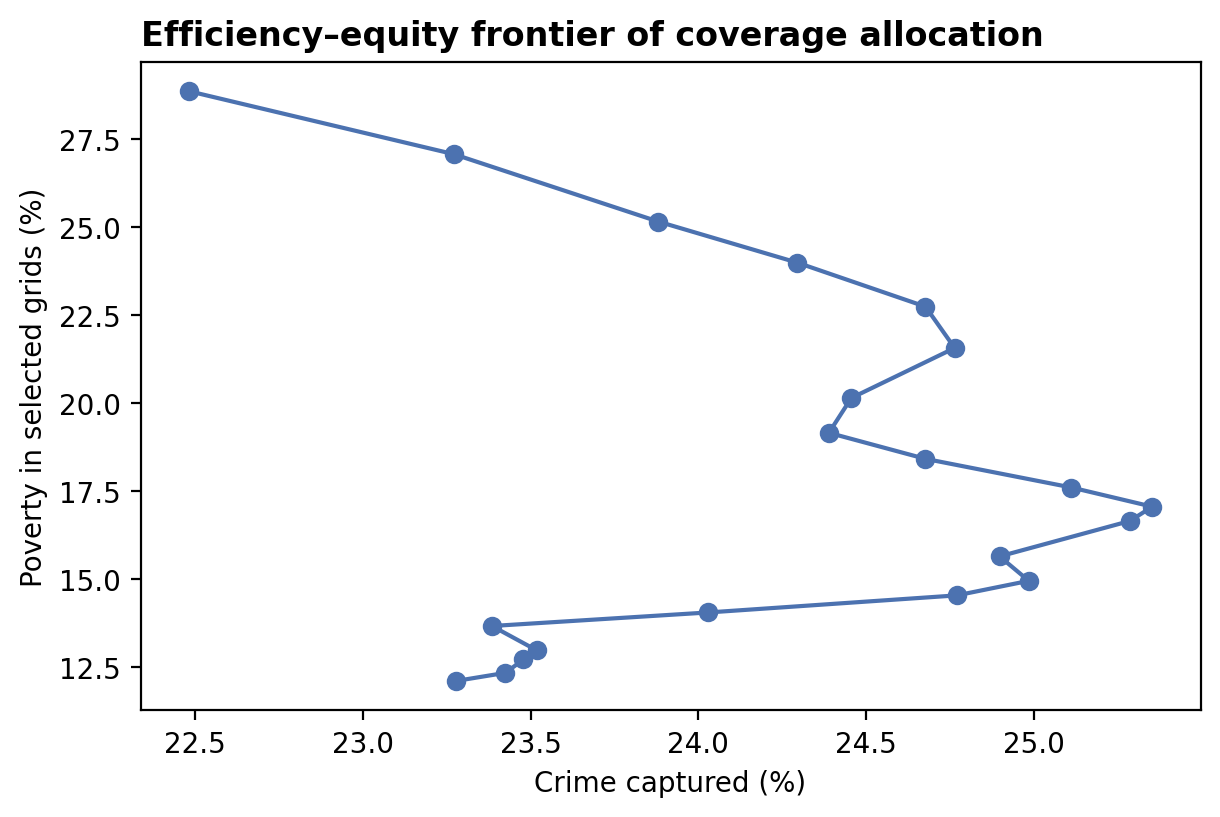 Efficiency–equity frontier of coverage allocation
Poverty in selected grids (%)
27.5
25.0
22.5
20.0
17.5
15.0
12.5
22.5 23.0 23.5 24.0 24.5 25.0
Crime captured (%)